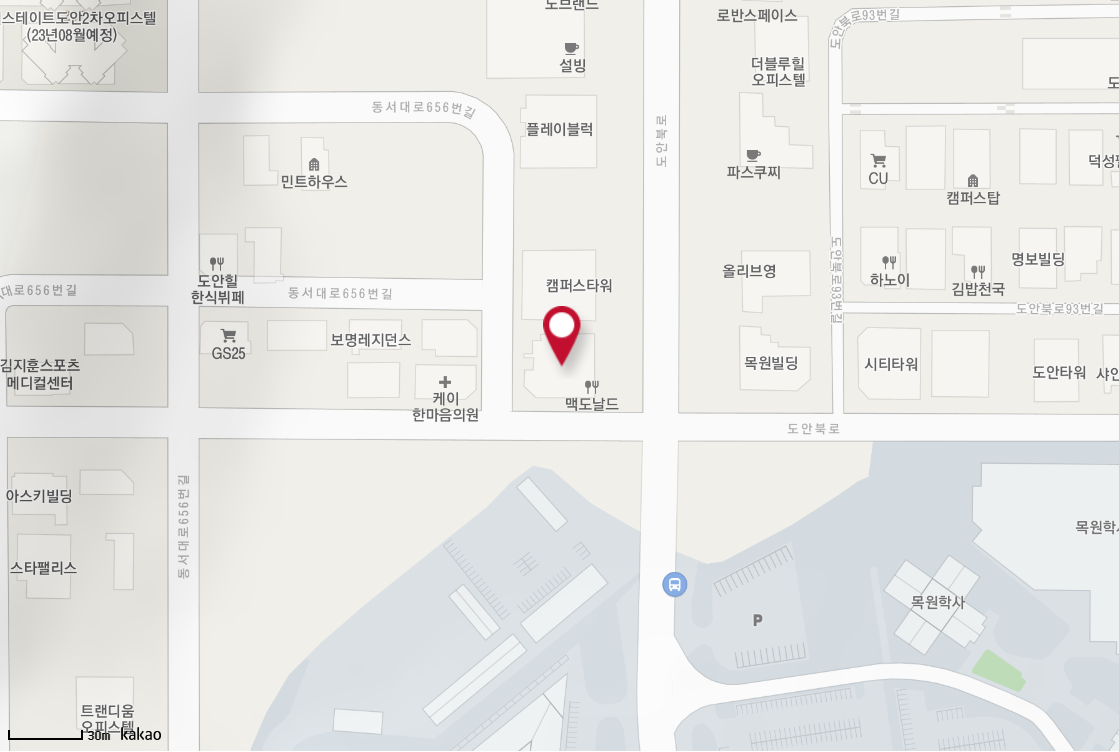 노브랜드
로반스페이스
도안북로93번길
스테이트도안2차오피스텔
(23년08월예정)
설빙
더블루힐
오피스텔
동서대로656번길
플레이블럭
도안북로
파스쿠찌
CU
캠퍼스탑
민트하우스
도안힐
한식뷔페
캠퍼스타워
올리브영
도안북로93번길
하노이
김밥천국
명보빌딩
대로656번길
동서대로656번길
도안북로93번길
GS25
보명레지던스
목원빌딩
시티타워
도안타워
김지훈스포츠
메디컬센터
케이
한마음의원
맥도날드
도안북로
아스키빌딩
동서대로656번길
스타팰리스
목원학사
P
트랜디움
오피스텔
30m kakao